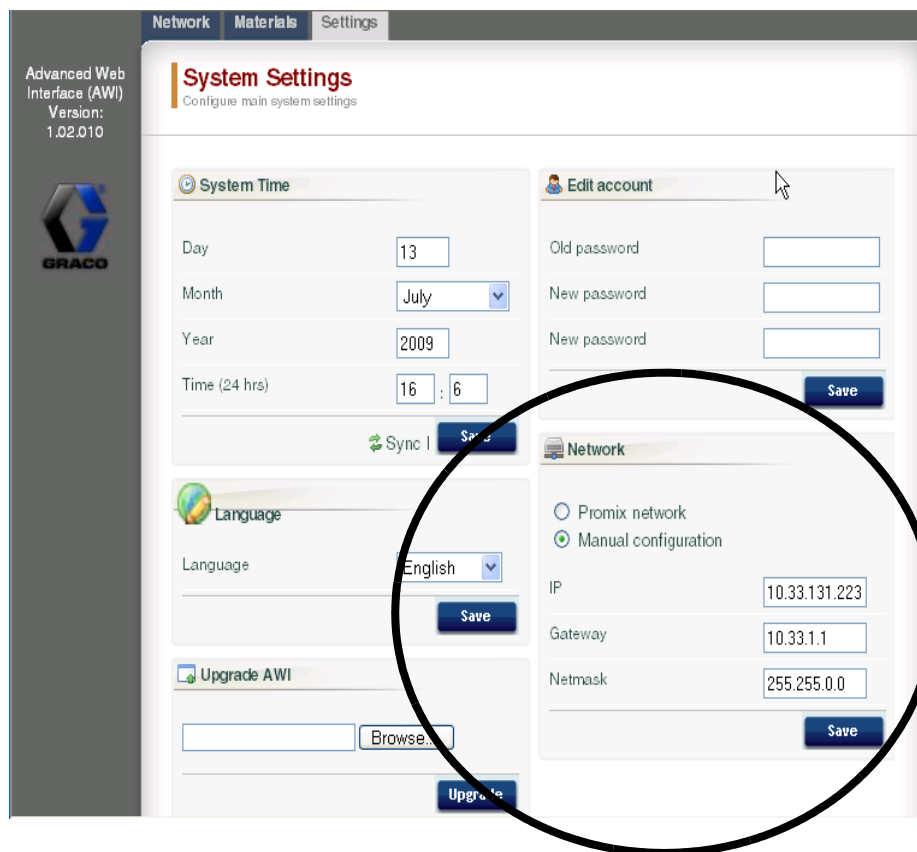 Network Materials Settings
Advanced Web
Interface (AWI)
Version:
1.02.010
GRACO
System Settings
Configure main system settings
System Time
Day 13
Month July
Year 2009
Time (24 hrs) 16 : 6
Sync Save
Language
Language English
Save
Upgrade AWI
Browse...
Upgrade
Edit account
Old password
New password
New password
Save
Network
Promix network
Manual configuration
IP 10.33.131.223
Gateway 10.33.1.1
Netmask 255.255.0.0
Save